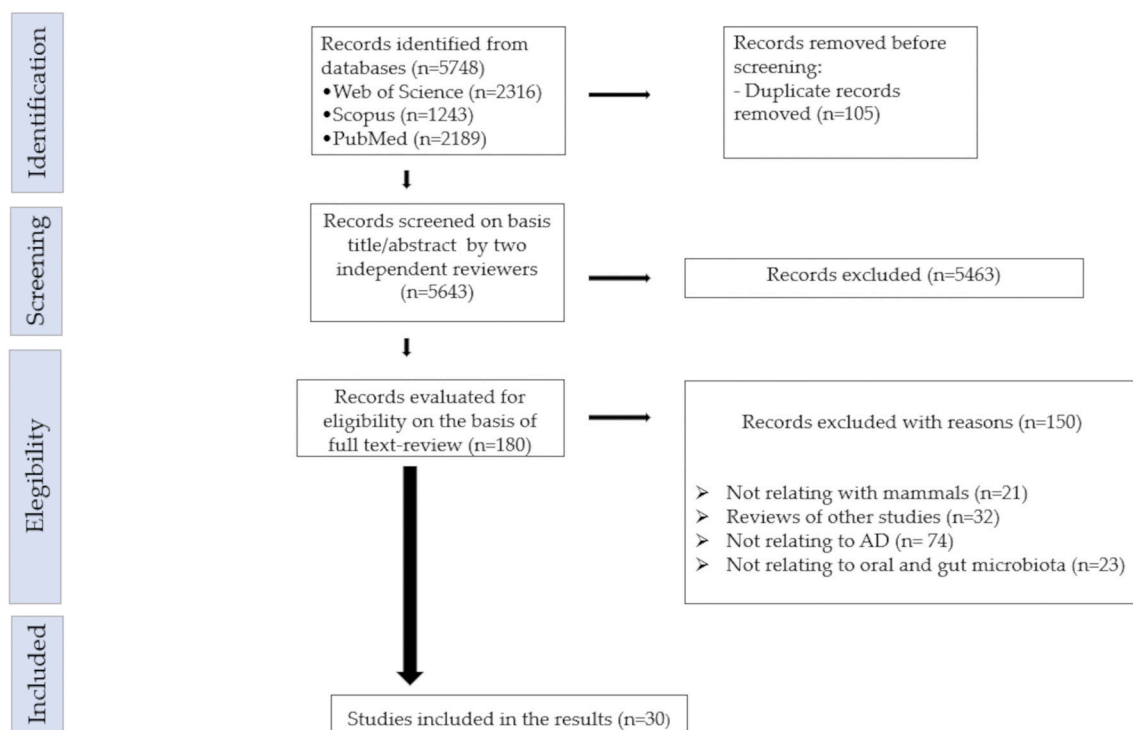 Identification
Records identified from
databases (n=5748)
•Web of Science (n=2316)
•Scopus (n=1243)
•PubMed (n=2189)
Records removed before
screening:
- Duplicate records
removed (n=105)
Screening
Records screened on basis
title/abstract by two
independent reviewers
(n=5643)
Records excluded (n=5463)
Elegibility
Records evaluated for
eligibility on the basis of
full text-review (n=180)
Records excluded with reasons (n=150)
➢ Not relating with mammals (n=21)
➢ Reviews of other studies (n=32)
➢ Not relating to AD (n= 74)
➢ Not relating to oral and gut microbiota (n=23)
Included
Studies included in the results (n=30)